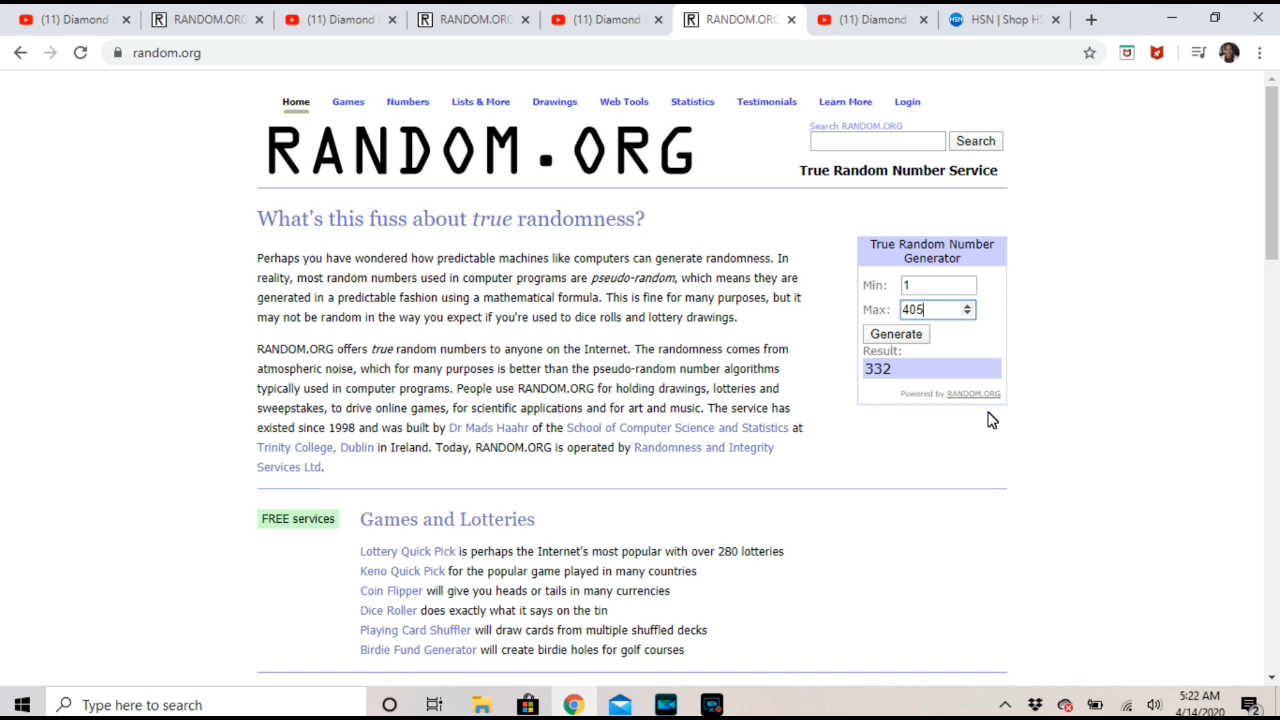 (11) Diamond
RANDOM.ORG
(11) Diamond
RANDOM.ORG
(11) Diamond
RANDOM.ORG
(11) Diamond
HSN | Shop HS
random.org
Home Games Numbers Lists & More Drawings Web Tools Statistics Testimonials Learn More Login
RANDOM.ORG
Search RANDOM.ORG
Search
True Random Number Service
What's this fuss about true randomness?
Perhaps you have wondered how predictable machines like computers can generate randomness. In
reality, most random numbers used in computer programs are pseudo-random, which means they are
generated in a predictable fashion using a mathematical formula. This is fine for many purposes, but it
may not be random in the way you expect if you're used to dice rolls and lottery drawings.
RANDOM.ORG offers true random numbers to anyone on the Internet. The randomness comes from
atmospheric noise, which for many purposes is better than the pseudo-random number algorithms
typically used in computer programs. People use RANDOM.ORG for holding drawings, lotteries and
sweepstakes, to drive online games, for scientific applications and for art and music. The service has
existed since 1998 and was built by Dr Mads Haahr of the School of Computer Science and Statistics at
Trinity College, Dublin in Ireland. Today, RANDOM.ORG is operated by Randomness and Integrity
Services Ltd.
True Random Number
Generator
Min: 1
Max: 405
Generate
Result:
332
Powered by RANDOM.ORG
FREE services
Games and Lotteries
Lottery Quick Pick is perhaps the Internet's most popular with over 280 lotteries
Keno Quick Pick for the popular game played in many countries
Coin Flipper will give you heads or tails in many currencies
Dice Roller does exactly what it says on the tin
Playing Card Shuffler will draw cards from multiple shuffled decks
Birdie Fund Generator will create birdie holes for golf courses
Type here to search
5:22 AM
4/14/2020
2